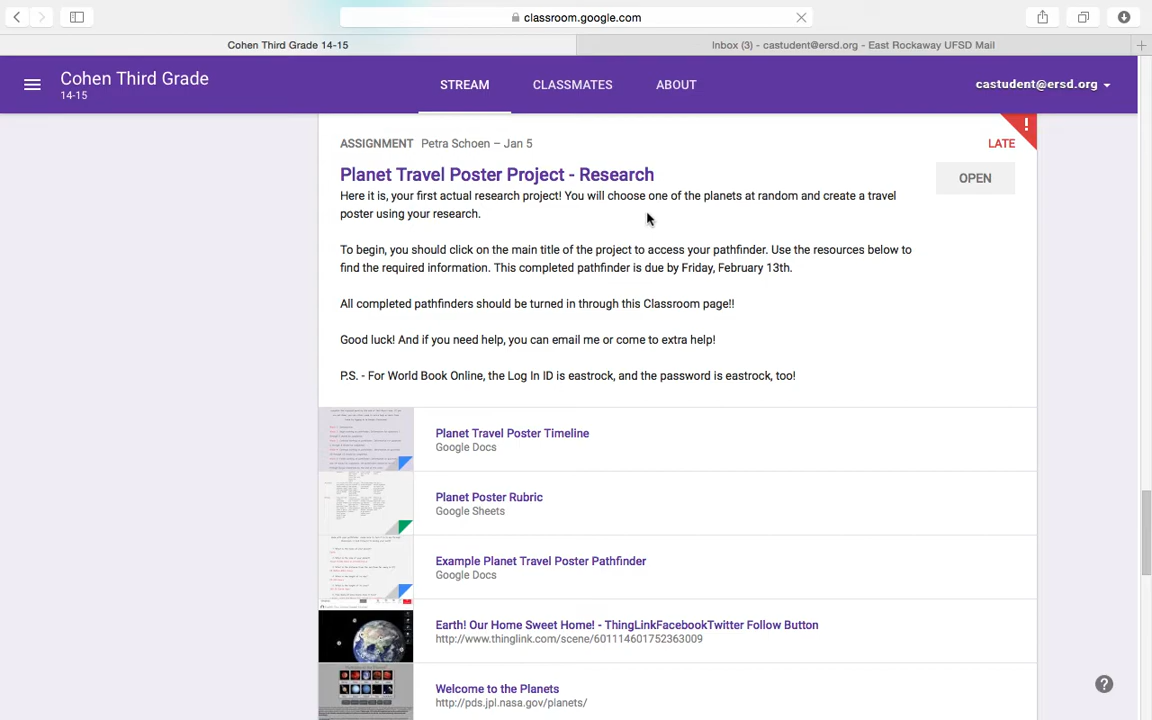 classroom.google.com
Cohen Third Grade 14-15
Inbox (3) - castudent@ersd.org - East Rockaway UFSD Mail
Cohen Third Grade
14-15
STREAM
CLASSMATES
ABOUT
castudent@ersd.org
ASSIGNMENT Petra Schoen – Jan 5
!
LATE
Planet Travel Poster Project - Research
OPEN
Here it is, your first actual research project! You will choose one of the planets at random and create a travel
poster using your research.
To begin, you should click on the main title of the project to access your pathfinder. Use the resources below to
find the required information. This completed pathfinder is due by Friday, February 13th.
All completed pathfinders should be turned in through this Classroom page!!
Good luck! And if you need help, you can email me or come to extra help!
P.S. - For World Book Online, the Log In ID is eastrock, and the password is eastrock, too!
Planet Travel Poster Timeline
Google Docs
Planet Poster Rubric
Google Sheets
Example Planet Travel Poster Pathfinder
Google Docs
Earth! Our Home Sweet Home! - ThingLinkFacebookTwitter Follow Button
http://www.thinglink.com/scene/601114601752363009
Welcome to the Planets
http://pds.jpl.nasa.gov/planets/
?